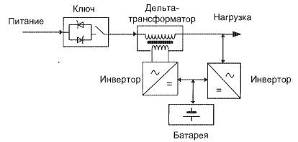 Питание
Ключ
Дельта-
трансформатор
Нагрузка
Инвертор
Инвертор
Батарея